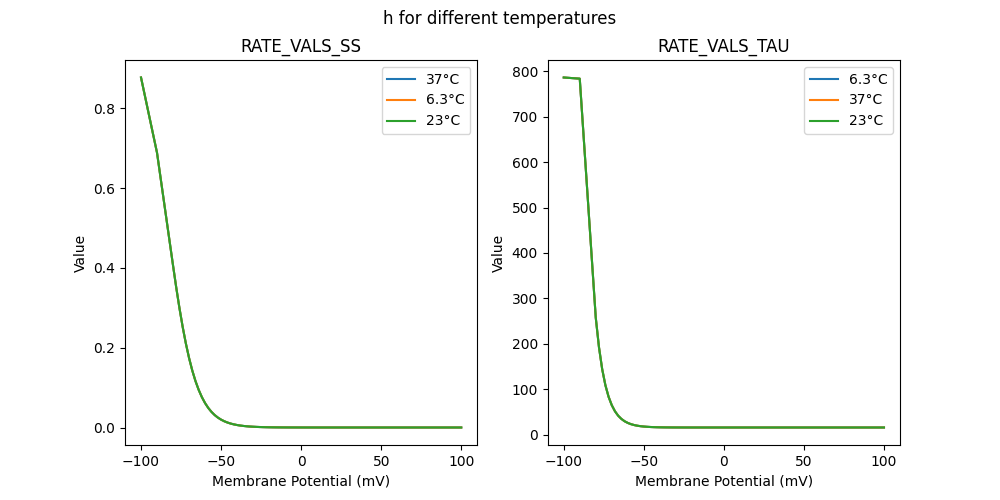 h for different temperatures
RATE_VALS_SS
37°C
6.3°C
23°C
0.8
0.6
0.4
0.2
0.0
Value
−100
−50
0
50
100
Membrane Potential (mV)
RATE_VALS_TAU
6.3°C
37°C
23°C
800
700
600
500
400
300
200
100
0
Value
−100
−50
0
50
100
Membrane Potential (mV)